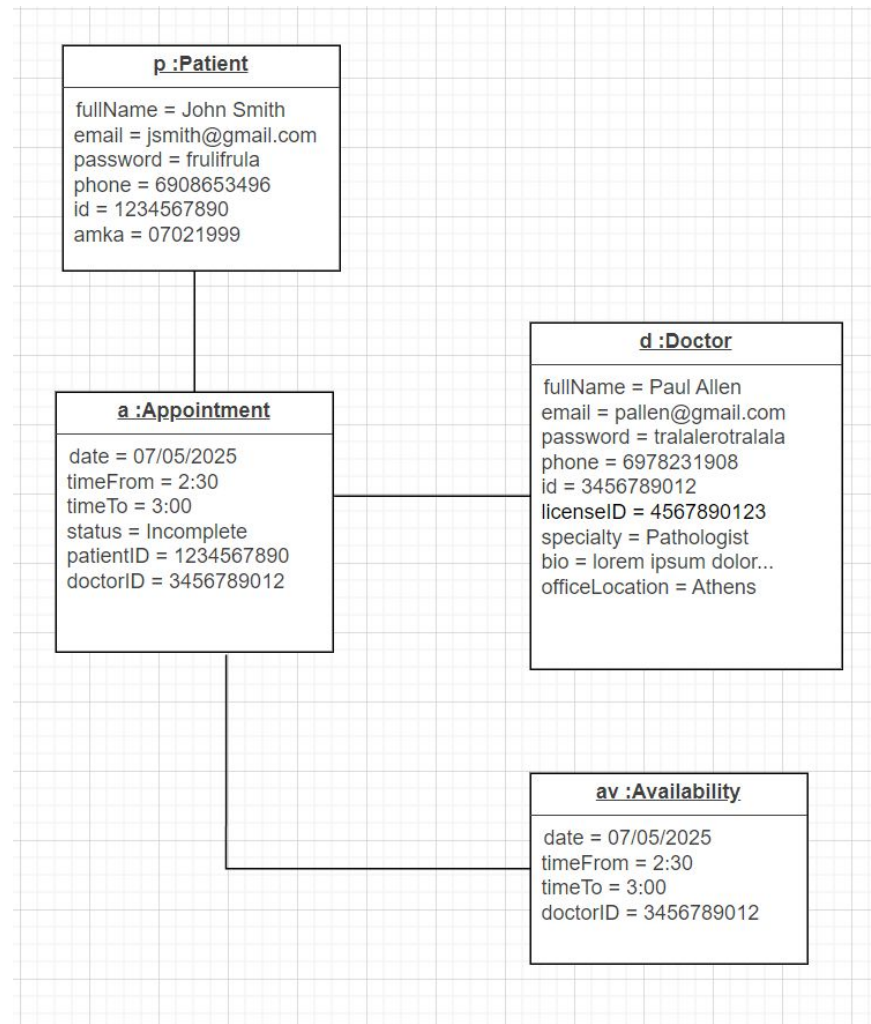 p :Patient
fullName = John Smith
email = jsmith@gmail.com
password = frulifrula
phone = 6908653496
id = 1234567890
amka = 07021999
a :Appointment
date = 07/05/2025
timeFrom = 2:30
timeTo = 3:00
status = Incomplete
patientID = 1234567890
doctorID = 3456789012
d :Doctor
fullName = Paul Allen
email = pallen@gmail.com
password = tralalerotralala
phone = 6978231908
id = 3456789012
licenseID = 4567890123
specialty = Pathologist
bio = lorem ipsum dolor...
officeLocation = Athens
av :Availability
date = 07/05/2025
timeFrom = 2:30
timeTo = 3:00
doctorID = 3456789012